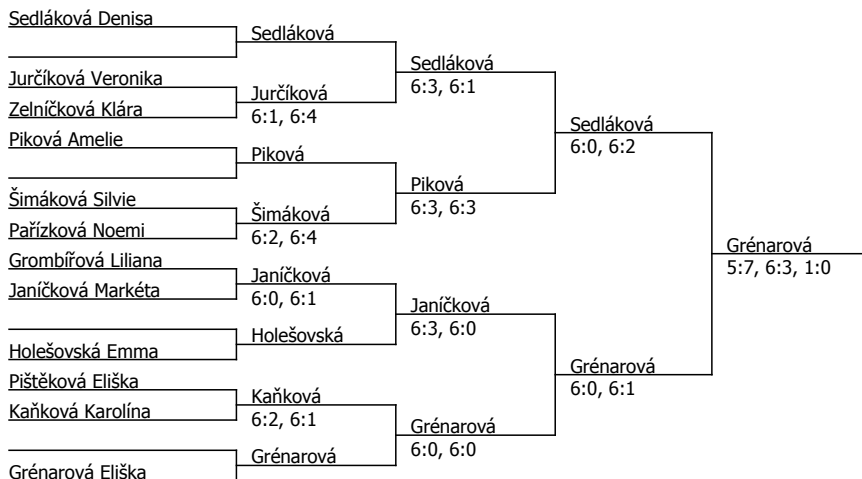 Sedláková Denisa
Jurčíková Veronika
Zelníčková Klára
Piková Amelie
Šimáková Silvie
Pařízková Noemi
Grombířová Liliana
Janíčková Markéta
Holešovská Emma
Pištěková Eliška
Kaňková Karolína
Grénarová Eliška
Sedláková
Jurčíková
6:1, 6:4
Piková
Šimáková
6:2, 6:4
Janíčková
6:0, 6:1
Holešovská
Kaňková
6:2, 6:1
Grénarová
Sedláková
6:3, 6:1
Piková
6:3, 6:3
Janíčková
6:3, 6:0
Grénarová
6:0, 6:0
Sedláková
6:0, 6:2
Grénarová
6:0, 6:1
Grénarová
5:7, 6:3, 1:0